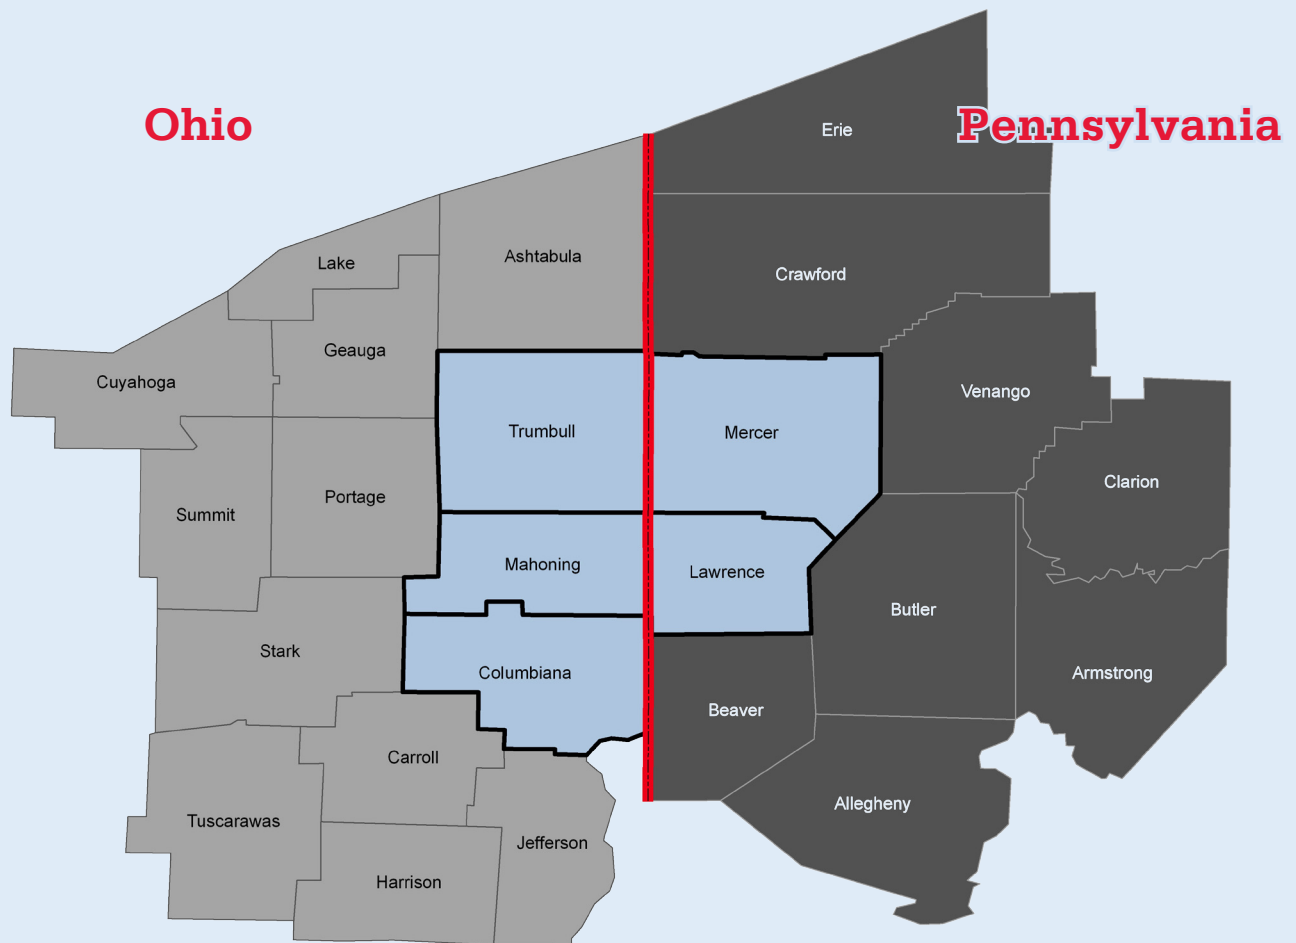 Ohio
Pennsylvania
Erie
Ashtabula
Lake
Crawford
Geauga
Cuyahoga
Venango
Trumbull
Mercer
Clarion
Portage
Summit
Mahoning
Lawrence
Butler
Stark
Columbiana
Armstrong
Beaver
Carroll
Allegheny
Tuscarawas
Jefferson
Harrison